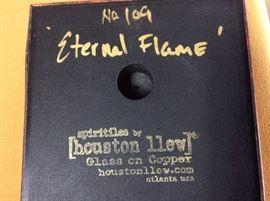 No 109
"Eternal Flame"
spiritiles by
[houston llew]®
Glass on Copper
houstonllew.com
atlanta usa